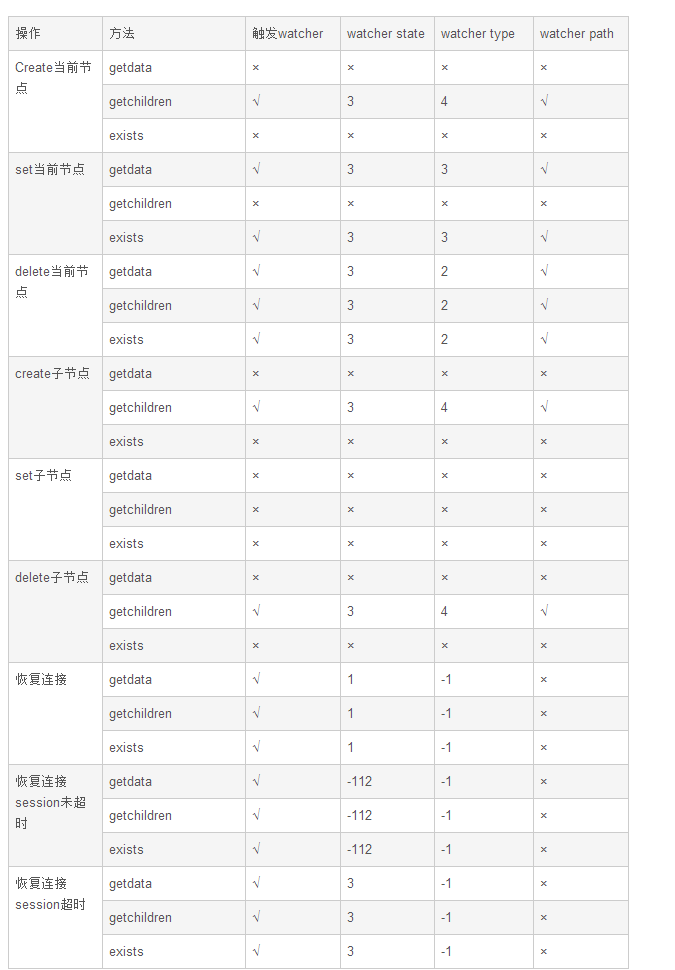 操作 方法 触发watcher watcher state watcher type watcher path
Create当前节 getdata × × × ×
点
getchildren √ 3 4 √
exists × × × ×
set当前节点 getdata √ 3 3 √
getchildren × × × ×
exists √ 3 3 √
delete当前节 getdata √ 3 2 √
点
getchildren √ 3 2 √
exists √ 3 2 √
create子节点 getdata × × × ×
getchildren √ 3 4 √
exists × × × ×
set子节点 getdata × × × ×
getchildren × × × ×
exists × × × ×
delete子节点 getdata × × × ×
getchildren √ 3 4 √
exists × × × ×
恢复连接 getdata √ 1 -1 ×
getchildren √ 1 -1 ×
exists √ 1 -1 ×
恢复连接 getdata √ -112 -1 ×
session未超
时
getchildren √ -112 -1 ×
exists √ -112 -1 ×
恢复连接 getdata √ 3 -1 ×
session超时
getchildren √ 3 -1 ×
exists √ 3 -1 ×